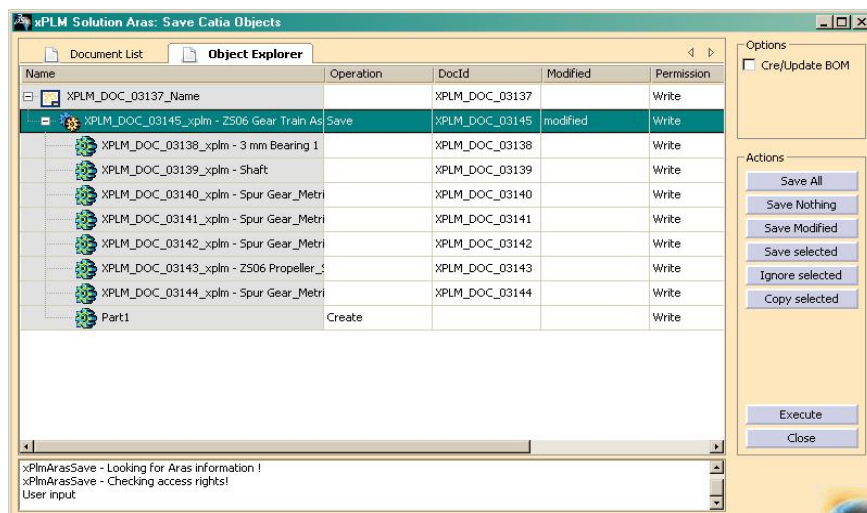 xPLM Solution Aras: Save Catia Objects
Document List Object Explorer
Name Operation DocId Modified Permission
XPLM_DOC_03137_Name XPLM_DOC_03137 Write
XPLM_DOC_03145_xplm - ZS06 Gear Train As Save XPLM_DOC_03145 modified Write
XPLM_DOC_03138_xplm - 3 mm Bearing 1 XPLM_DOC_03138 Write
XPLM_DOC_03139_xplm - Shaft XPLM_DOC_03139 Write
XPLM_DOC_03140_xplm - Spur Gear_Metri XPLM_DOC_03140 Write
XPLM_DOC_03141_xplm - Spur Gear_Metri XPLM_DOC_03141 Write
XPLM_DOC_03142_xplm - Spur Gear_Metri XPLM_DOC_03142 Write
XPLM_DOC_03143_xplm - ZS06 Propeller_S XPLM_DOC_03143 Write
XPLM_DOC_03144_xplm - Spur Gear_Metri XPLM_DOC_03144 Write
Part1 Create Write
xPlmArasSave - Looking for Aras information !
xPlmArasSave - Checking access rights!
User input
Options
Cre/Update BOM
Actions
Save All
Save Nothing
Save Modified
Save selected
Ignore selected
Copy selected
Execute
Close